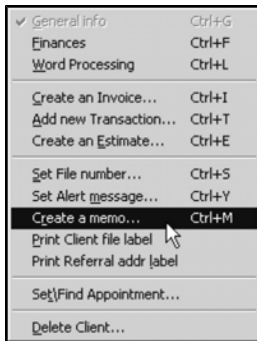 General info Ctrl+G
Finances Ctrl+F
Word Processing Ctrl+L
Create an Invoice... Ctrl+I
Add new Transaction... Ctrl+T
Create an Estimate... Ctrl+E
Set File number... Ctrl+S
Set Alert message... Ctrl+Y
Create a memo... Ctrl+M
Print Client file label
Print Referral addr label
Set\Find Appointment...
Delete Client...